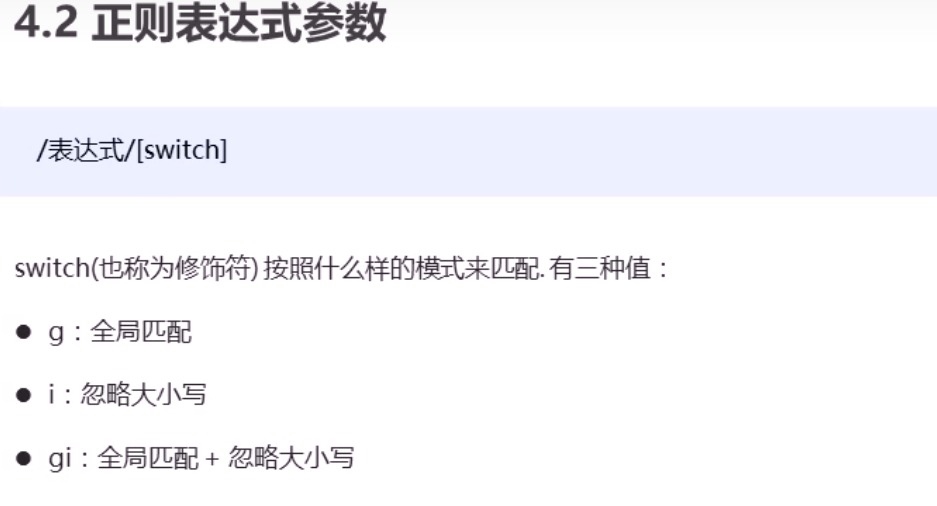 4.2 正则表达式参数
/表达式/[switch]
switch(也称为修饰符) 按照什么样的模式来匹配. 有三种值：
● g：全局匹配
● i：忽略大小写
● gi：全局匹配 + 忽略大小写